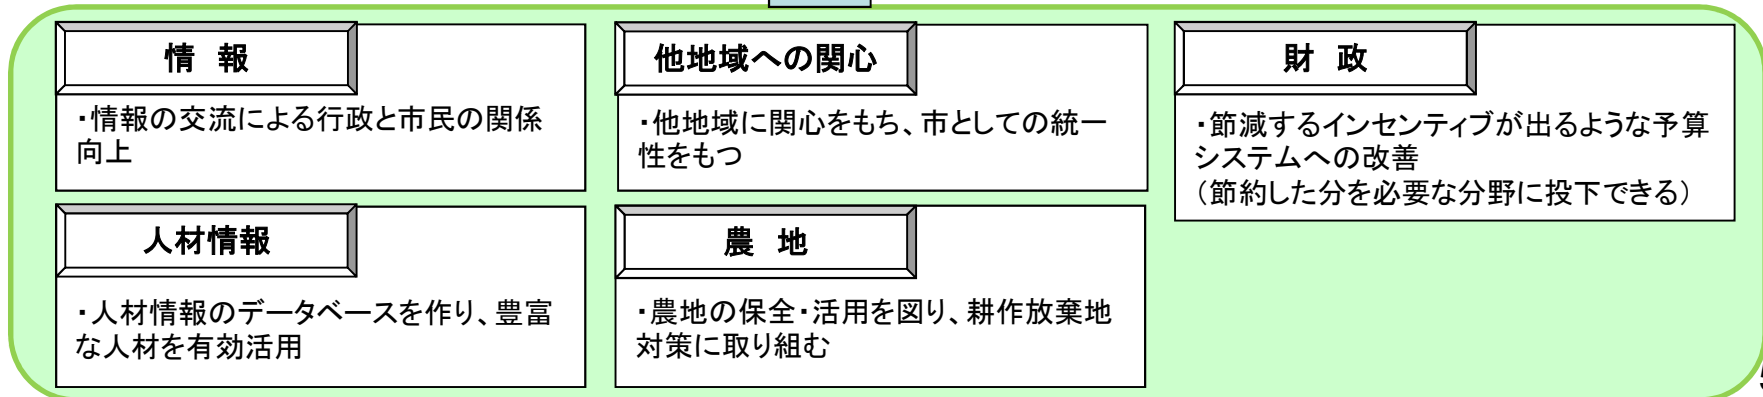 情　報
・情報の交流による行政と市民の関係
向上
他地域への関心
・他地域に関心をもち、市としての統一
性をもつ
財　政
・節減するインセンティブが出るような予算
システムへの改善
（節約した分を必要な分野に投下できる）
人材情報
・人材情報のデータベースを作り、豊富
な人材を有効活用
農　地
・農地の保全・活用を図り、耕作放棄地
対策に取り組む